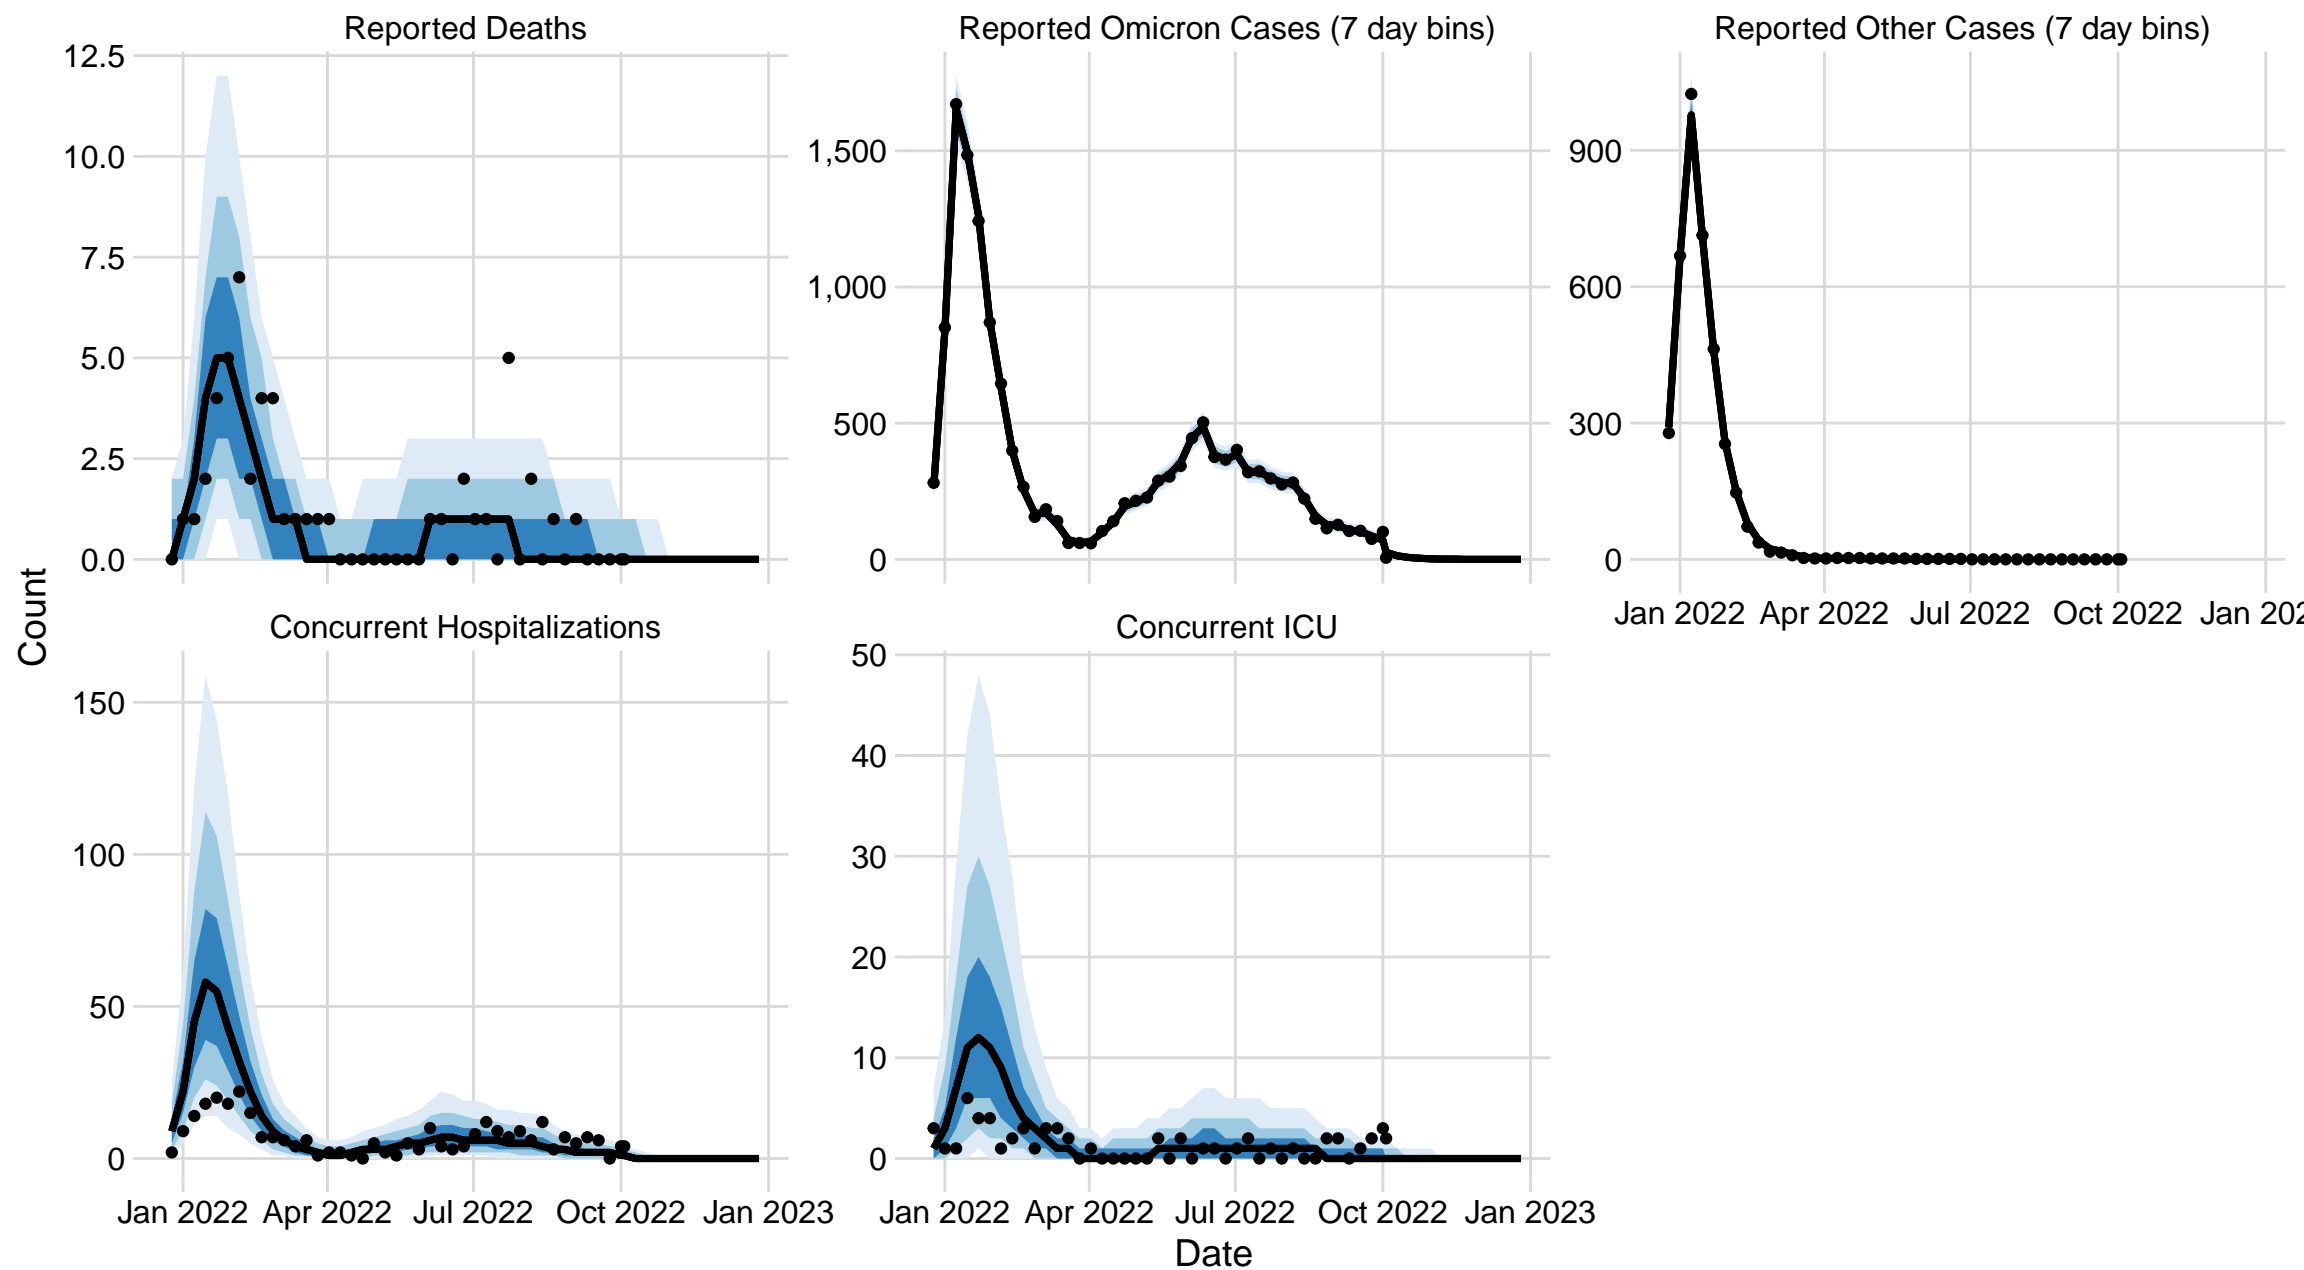 Reported Deaths
Reported Omicron Cases (7 day bins)
Reported Other Cases (7 day bins)
12.5
10.0
7.5
5.0
2.5
0.0
1,500
1,000
500
0
900
600
300
0
Jan 2022 Apr 2022 Jul 2022 Oct 2022 Jan 202
Count
Concurrent Hospitalizations
Concurrent ICU
150
100
50
0
50
40
30
20
10
0
Jan 2022 Apr 2022 Jul 2022 Oct 2022 Jan 2023
Jan 2022 Apr 2022 Jul 2022 Oct 2022 Jan 2023
Date